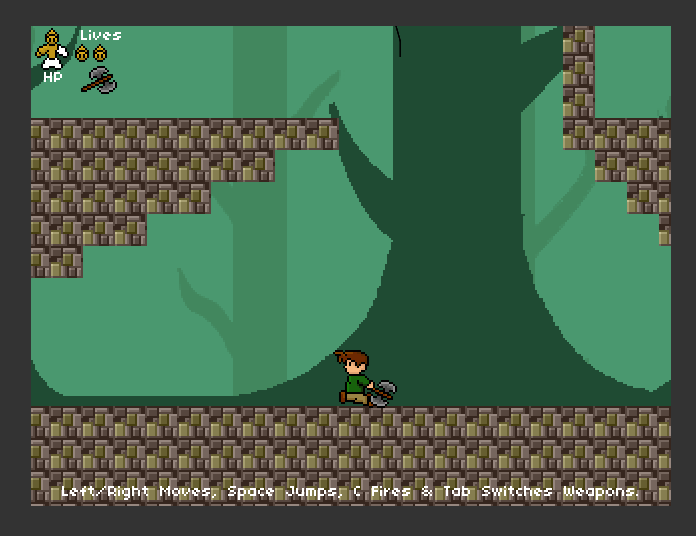 Lives
HP
Left/Right Moves, Space Jumps, C Fires & Tab Switches Weapons.